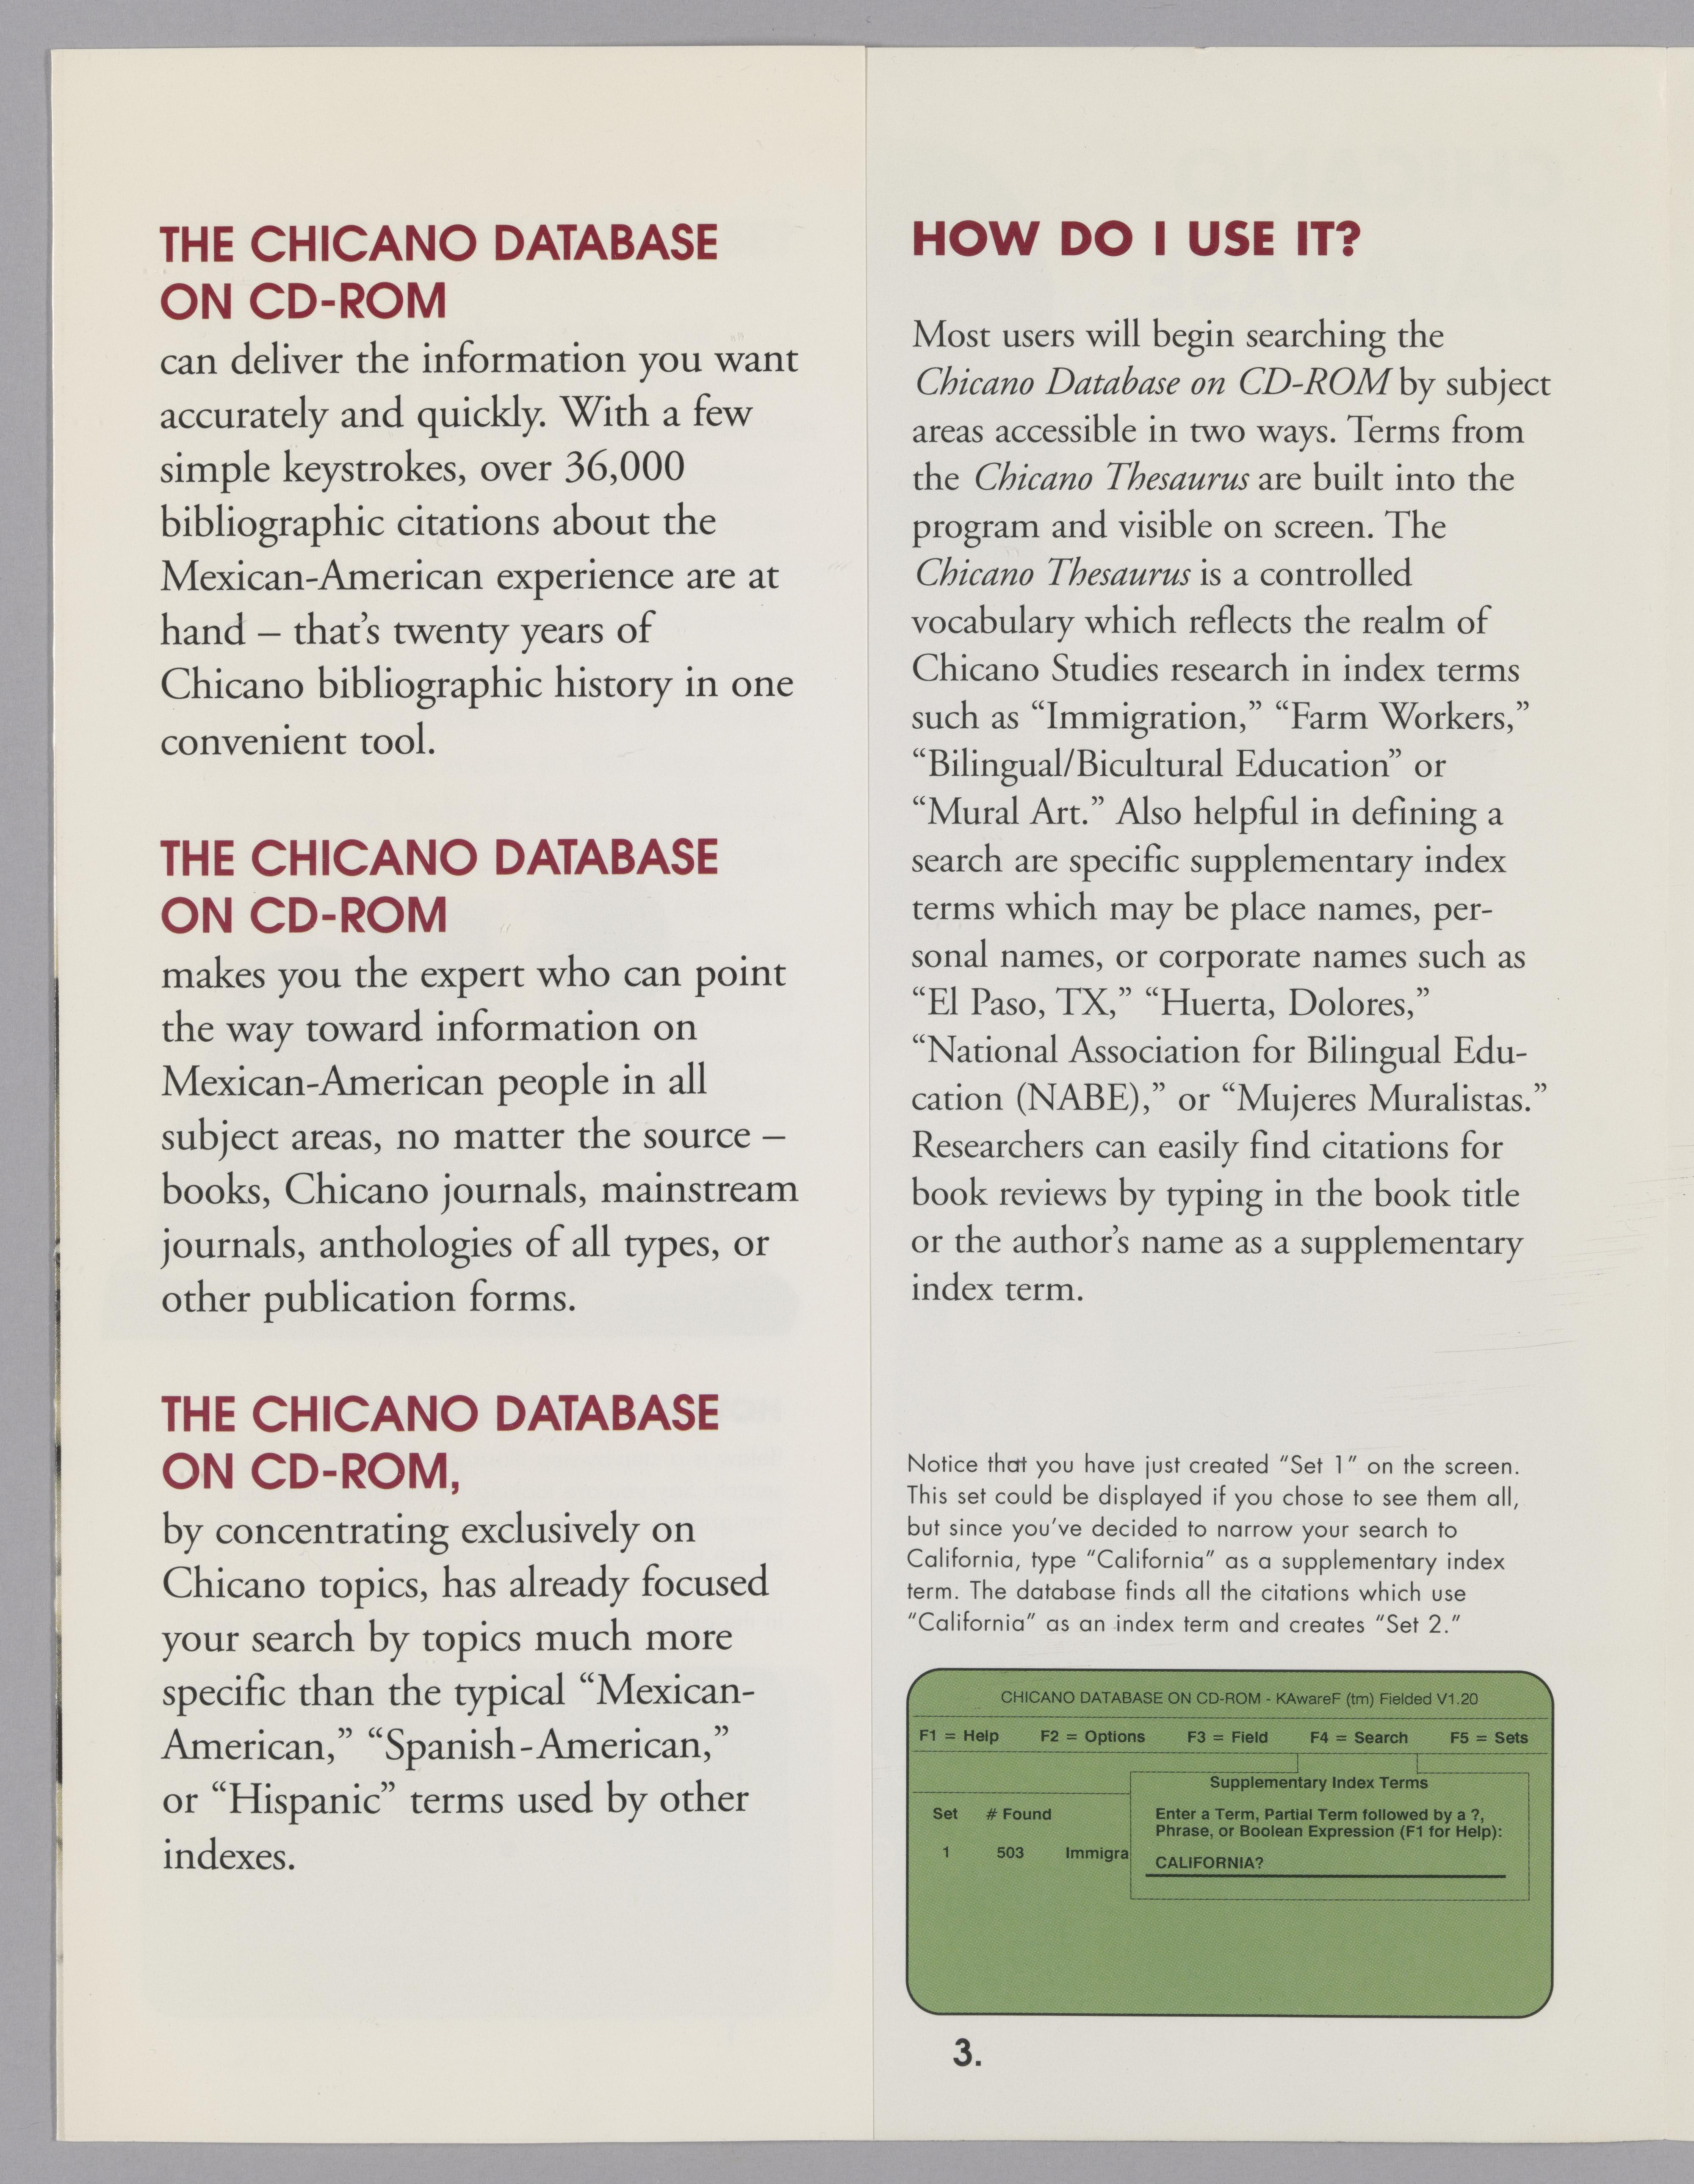 THE CHICANO DATABASE
ON CD-ROM
can deliver the information you want
accurately and quickly. With a few
simple keystrokes, over 36,000
bibliographic citations about the
Mexican-American experience are at
hand – that's twenty years of
Chicano bibliographic history in one
convenient tool.
THE CHICANO DATABASE
ON CD-ROM
makes you the expert who can point
the way toward information on
Mexican-American people in all
subject areas, no matter the source –
books, Chicano journals, mainstream
journals, anthologies of all types, or
other publication forms.
THE CHICANO DATABASE
ON CD-ROM,
by concentrating exclusively on
Chicano topics, has already focused
your search by topics much more
specific than the typical “Mexican-
American,” “Spanish-American,”
or “Hispanic” terms used by other
indexes.
HOW DO I USE IT?
Most users will begin searching the
Chicano Database on CD-ROM by subject
areas accessible in two ways. Terms from
the Chicano Thesaurus are built into the
program and visible on screen. The
Chicano Thesaurus is a controlled
vocabulary which reflects the realm of
Chicano Studies research in index terms
such as “Immigration,” “Farm Workers,”
“Bilingual/Bicultural Education” or
“Mural Art.” Also helpful in defining a
search are specific supplementary index
terms which may be place names, per-
sonal names, or corporate names such as
“El Paso, TX,” “Huerta, Dolores,”
“National Association for Bilingual Edu-
cation (NABE),” or “Mujeres Muralistas.”
Researchers can easily find citations for
book reviews by typing in the book title
or the author's name as a supplementary
index term.
Notice that you have just created “Set 1” on the screen.
This set could be displayed if you chose to see them all,
but since you've decided to narrow your search to
California, type “California” as a supplementary index
term. The database finds all the citations which use
“California” as an index term and creates “Set 2.”
CHICANO DATABASE ON CD-ROM - KAwareF (tm) Fielded V1.20
F1 = Help F2 = Options F3 = Field F4 = Search F5 = Sets
Supplementary Index Terms
Set # Found
Enter a Term, Partial Term followed by a ?,
Phrase, or Boolean Expression (F1 for Help):
1 503 Immigra
CALIFORNIA?
3.